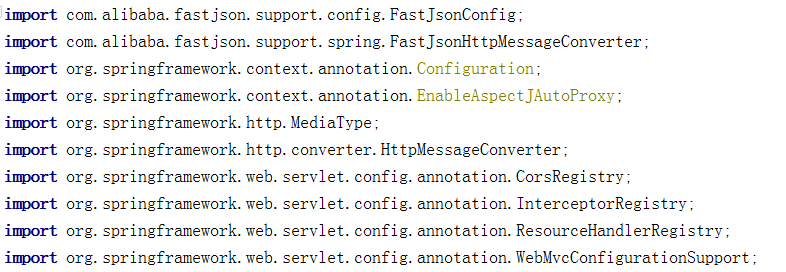 import com.alibaba.fastjson.support.config.FastJsonConfig;
import com.alibaba.fastjson.support.spring.FastJsonHttpMessageConverter;
import org.springframework.context.annotation.Configuration;
import org.springframework.context.annotation.EnableAspectJAutoProxy;
import org.springframework.http.MediaType;
import org.springframework.http.converter.HttpMessageConverter;
import org.springframework.web.servlet.config.annotation.CorsRegistry;
import org.springframework.web.servlet.config.annotation.InterceptorRegistry;
import org.springframework.web.servlet.config.annotation.ResourceHandlerRegistry;
import org.springframework.web.servlet.config.annotation.WebMvcConfigurationSupport;